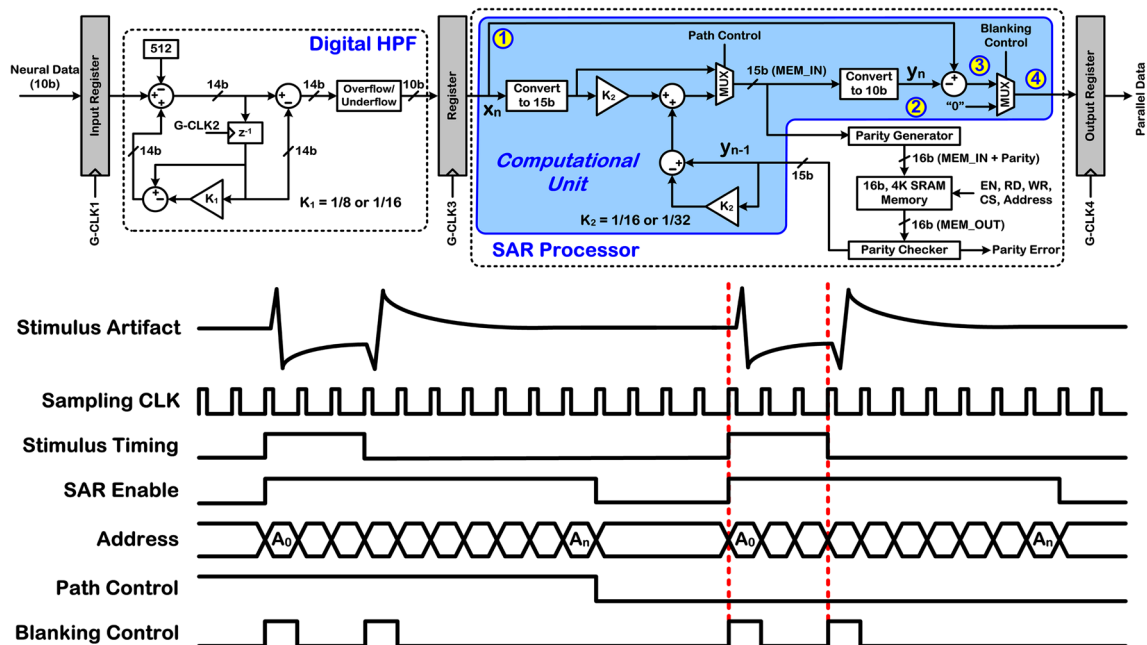 Neural Data
(10b)
Input Register
G-CLK1
Digital HPF
512
+
−
+
14b
+
−
14b
Overflow/
Underflow
10b
G-CLK2
z⁻¹
14b
−
+
K₁
14b
K₁ = 1/8 or 1/16
Register
G-CLK3
1
xₙ
Convert
to 15b
K₂
+
+
Path Control
MUX
15b (MEM_IN)
Convert
to 10b
yₙ
2
+
−
3
Blanking
Control
4
"0"
MUX
Computational
Unit
+
−
yₙ₋₁
15b
K₂
K₂ = 1/16 or 1/32
SAR Processor
Parity Generator
16b (MEM_IN + Parity)
16b, 4K SRAM
Memory
EN, RD, WR,
CS, Address
16b (MEM_OUT)
Parity Checker
Parity Error
Output Register
G-CLK4
Parallel Data
Stimulus Artifact
Sampling CLK
Stimulus Timing
SAR Enable
Address
A₀
Aₙ
A₀
Aₙ
Path Control
Blanking Control